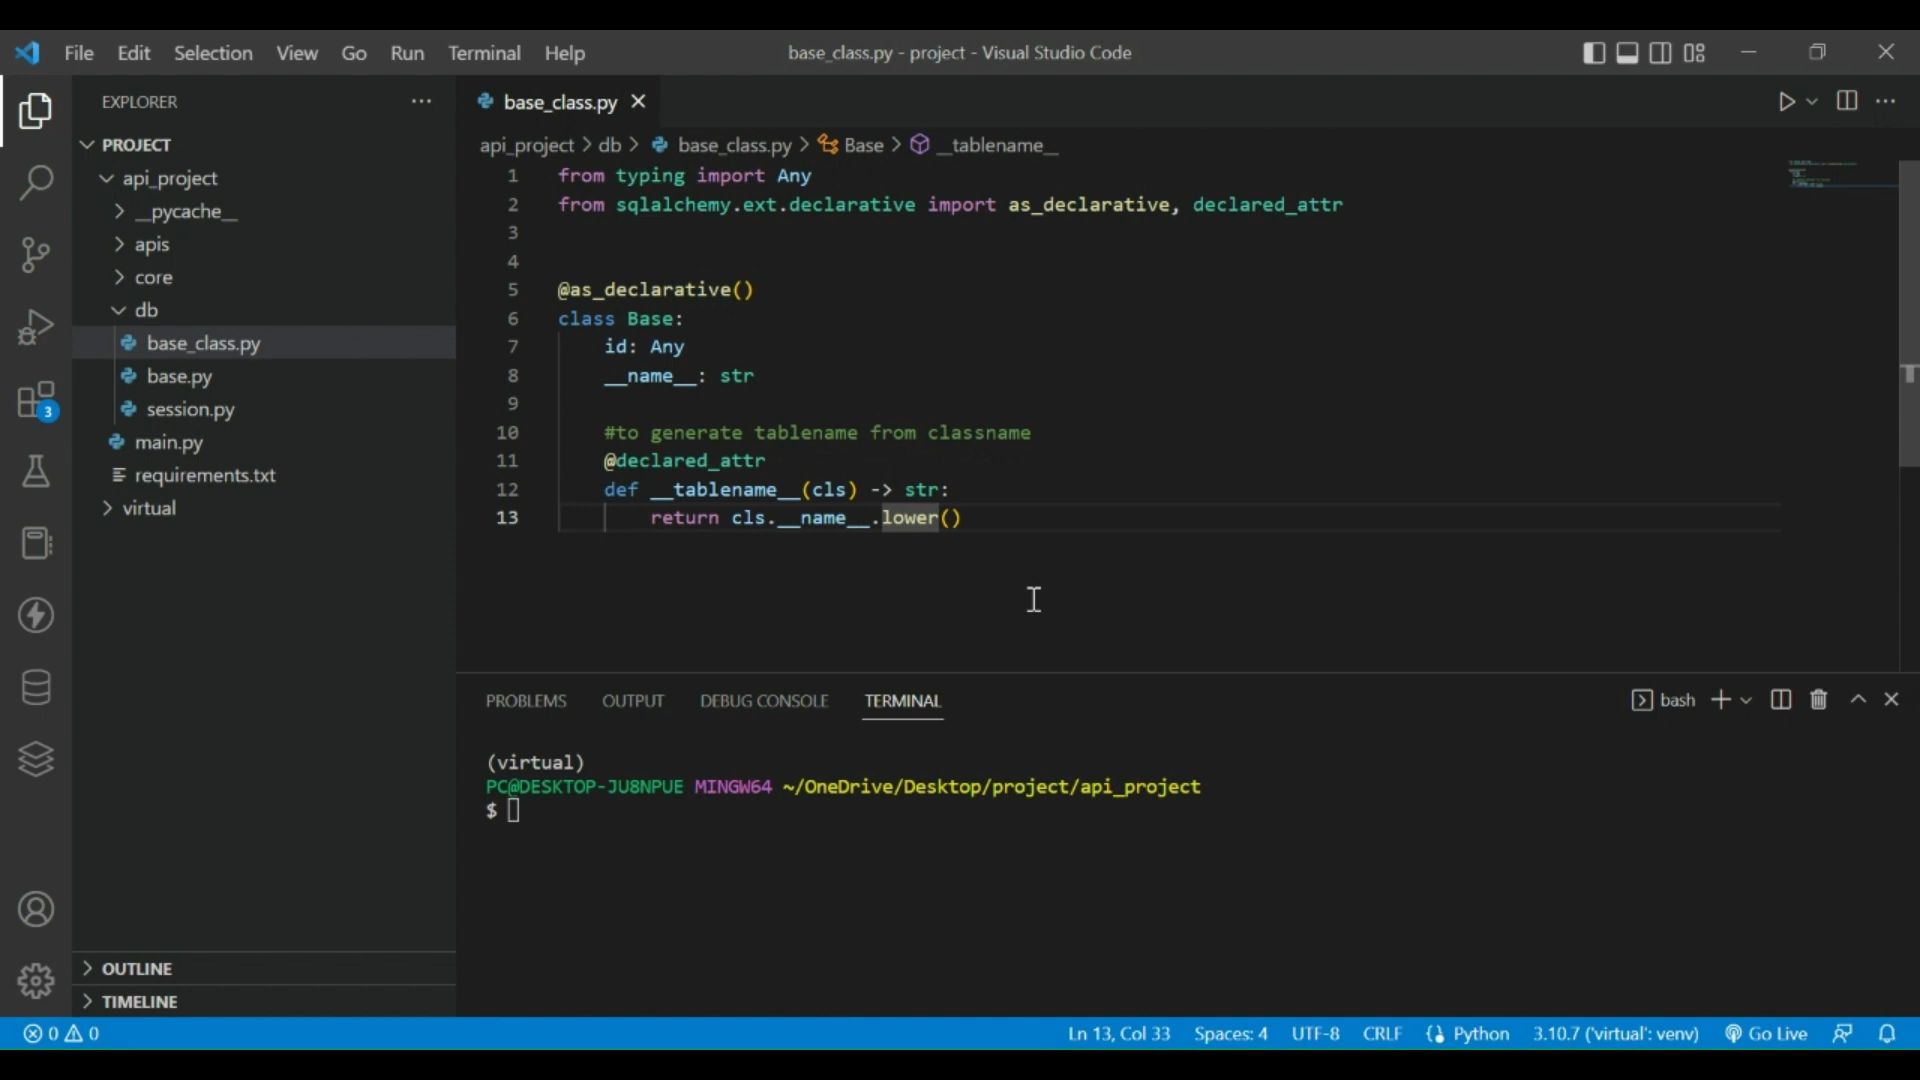 File Edit Selection View Go Run Terminal Help
base_class.py - project - Visual Studio Code
EXPLORER
PROJECT
api_project
__pycache__
apis
core
db
base_class.py
base.py
session.py
main.py
requirements.txt
virtual
OUTLINE
TIMELINE
3
base_class.py
api_project > db > base_class.py > Base > __tablename__
1 from typing import Any
2 from sqlalchemy.ext.declarative import as_declarative, declared_attr
3
4
5 @as_declarative()
6 class Base:
7 id: Any
8 __name__: str
9
10 #to generate tablename from classname
11 @declared_attr
12 def __tablename__(cls) -> str:
13 return cls.__name__.lower()
PROBLEMS OUTPUT DEBUG CONSOLE TERMINAL
bash
(virtual)
PC@DESKTOP-JU8NPUE MINGW64 ~/OneDrive/Desktop/project/api_project
$
0 0
Ln 13, Col 33 Spaces: 4 UTF-8 CRLF Python 3.10.7 ('virtual': venv) Go Live